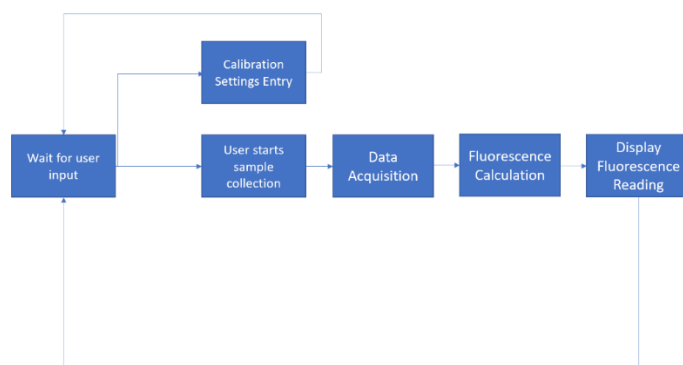 Calibration
Settings Entry
Wait for user
input
User starts
sample
collection
Data
Acquisition
Fluorescence
Calculation
Display
Fluorescence
Reading